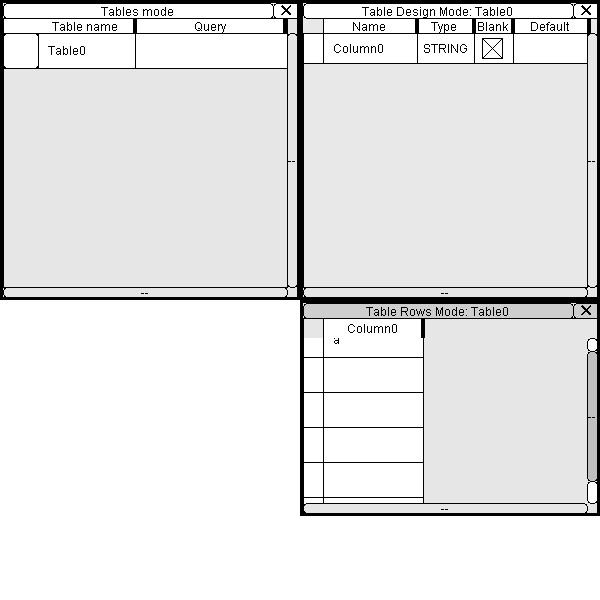 Tables mode
Table name Query
Table0
--
--
Table Design Mode: Table0
Name Type Blank Default
Column0 STRING
--
--
Table Rows Mode: Table0
Column0
a
--
--